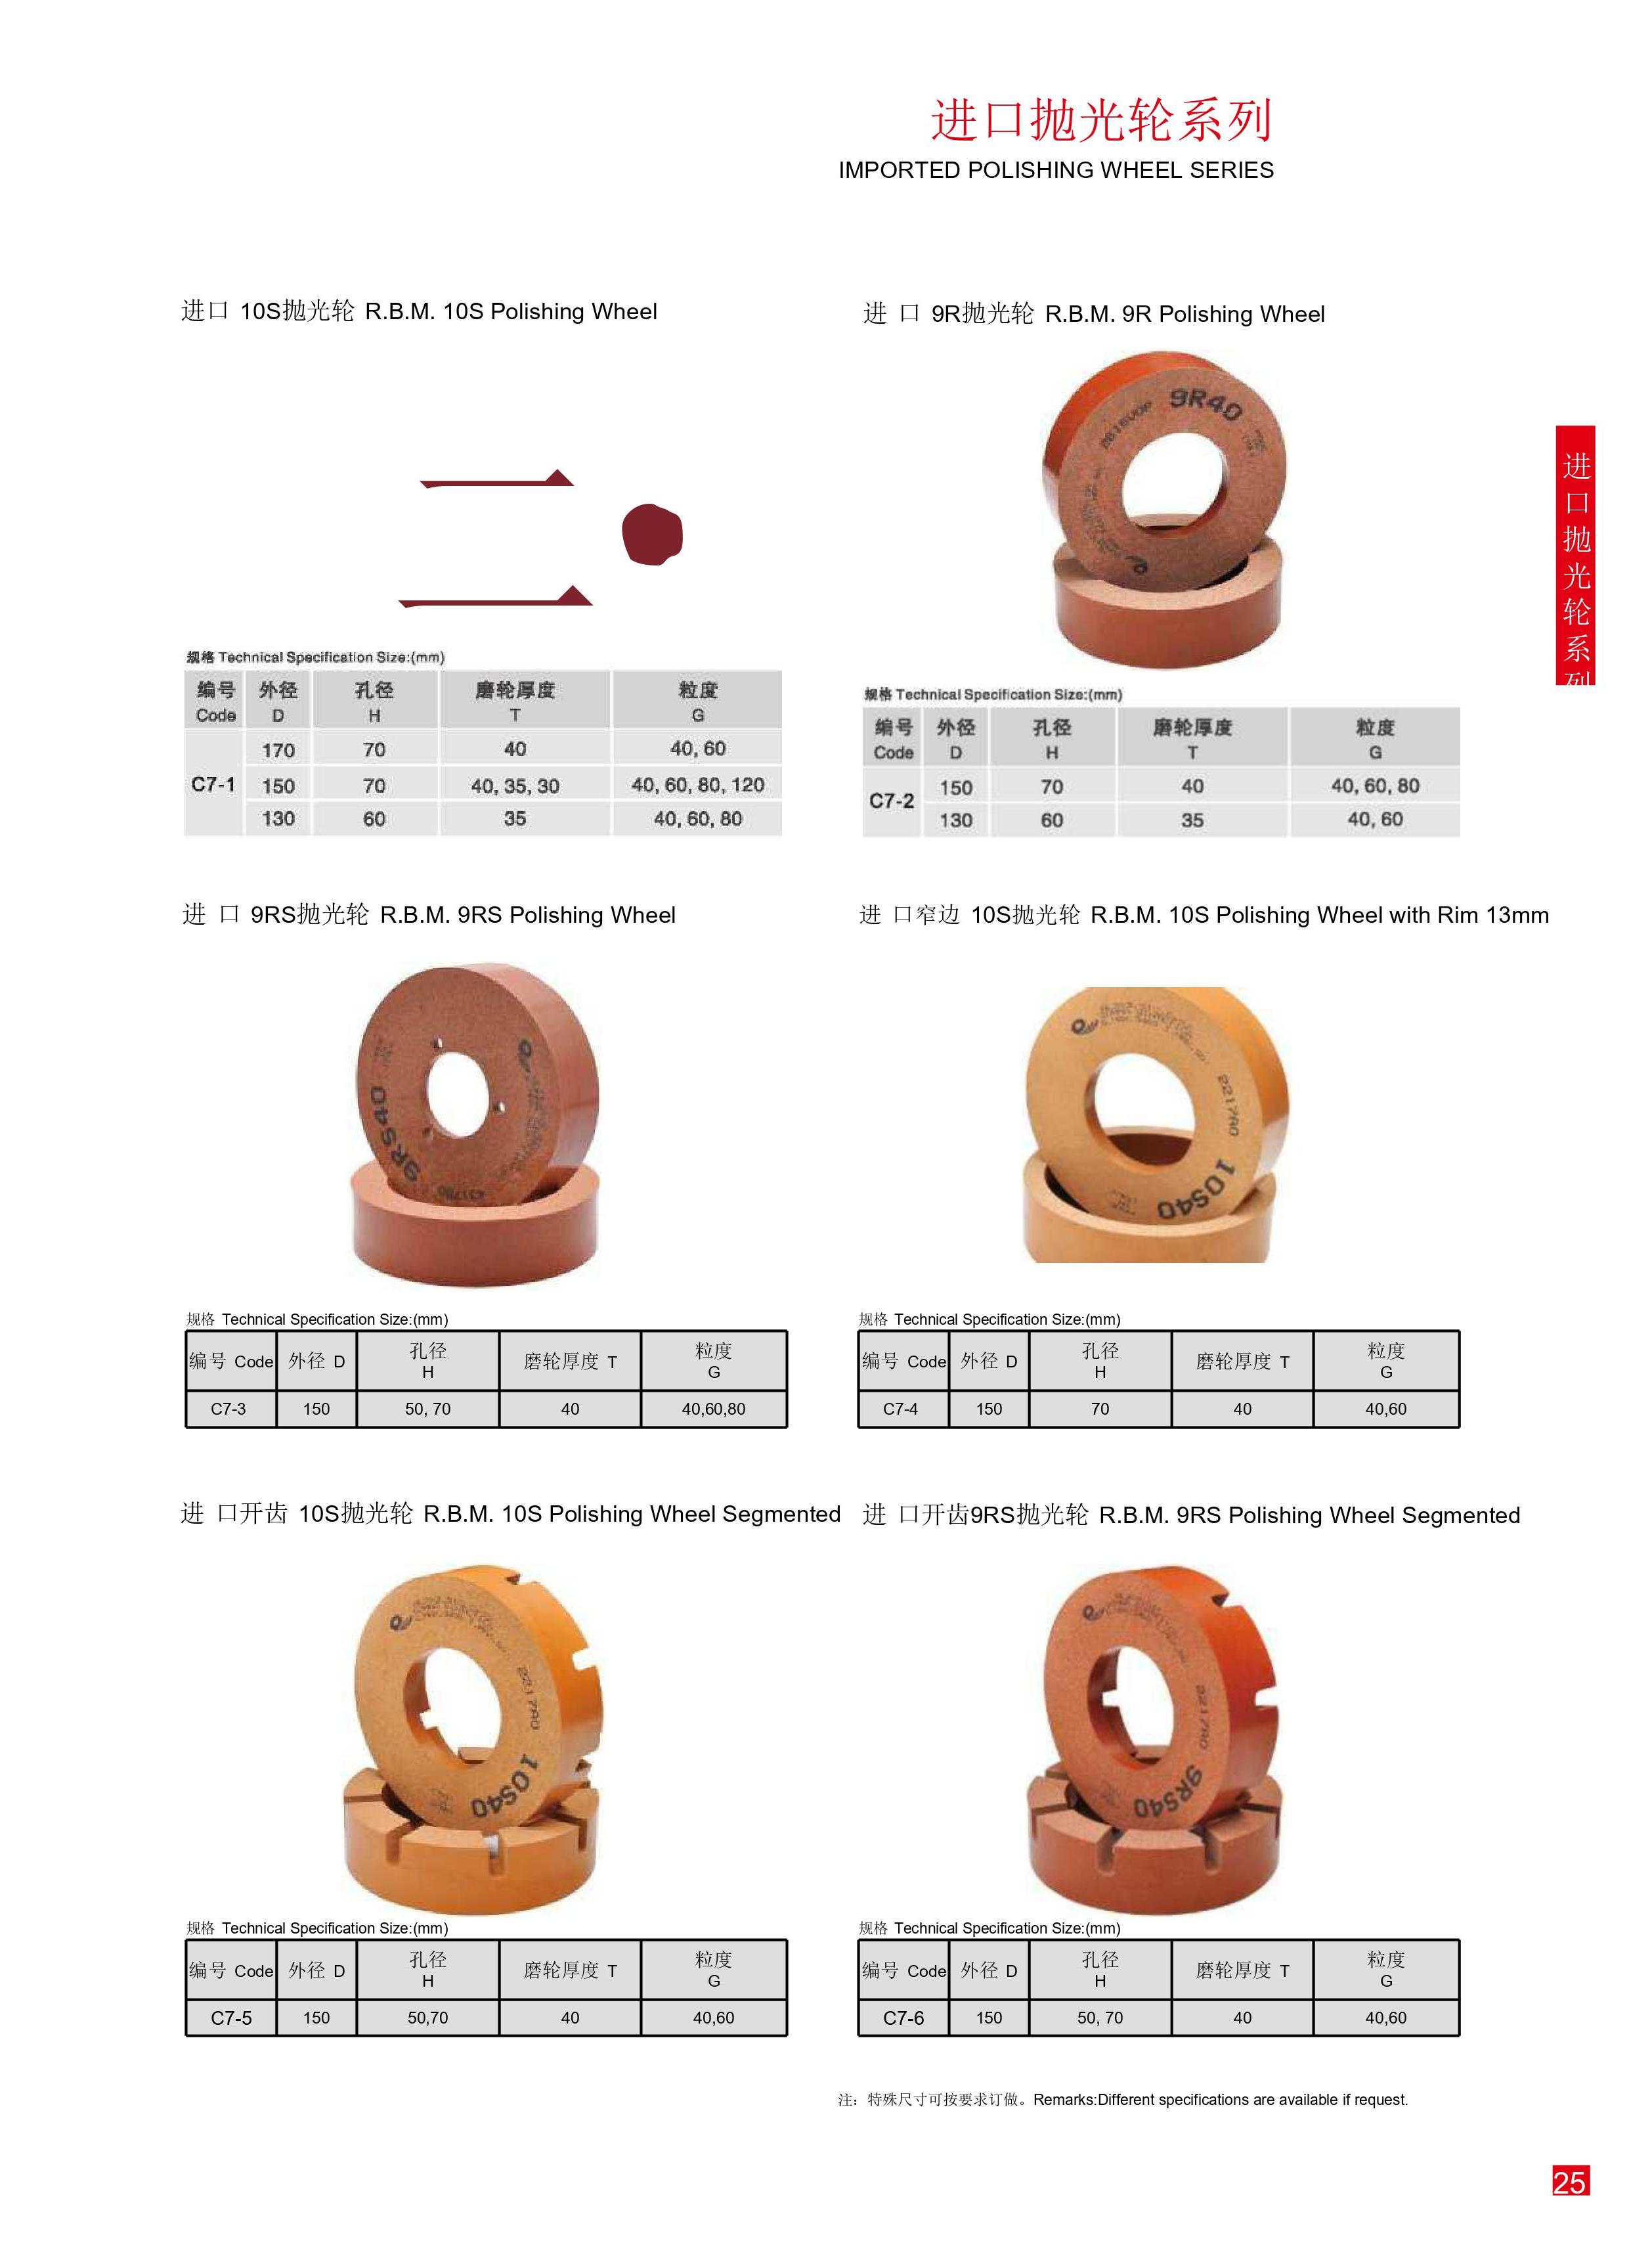 进口抛光轮系列
IMPORTED POLISHING WHEEL SERIES
进口 10S抛光轮 R.B.M. 10S Polishing Wheel
规格 Technical Specification Size:(mm)
编号 外径 孔径 磨轮厚度 粒度
Code D H T G
170 70 40 40, 60
C7-1 150 70 40, 35, 30 40, 60, 80, 120
130 60 35 40, 60, 80
进 口 9R抛光轮 R.B.M. 9R Polishing Wheel
9R40
规格 Technical Specification Size:(mm)
编号 外径 孔径 磨轮厚度 粒度
Code D H T G
C7-2 150 70 40 40, 60, 80
130 60 35 40, 60
进口抛光轮系列
进 口 9RS抛光轮 R.B.M. 9RS Polishing Wheel
9RS40
规格 Technical Specification Size:(mm)
编号 Code 外径 D 孔径 H 磨轮厚度 T 粒度 G
C7-3 150 50, 70 40 40,60,80
进 口窄边 10S抛光轮 R.B.M. 10S Polishing Wheel with Rim 13mm
2217AO
10S40
规格 Technical Specification Size:(mm)
编号 Code 外径 D 孔径 H 磨轮厚度 T 粒度 G
C7-4 150 70 40 40,60
进 口开齿 10S抛光轮 R.B.M. 10S Polishing Wheel Segmented
2217AO
10S40
规格 Technical Specification Size:(mm)
编号 Code 外径 D 孔径 H 磨轮厚度 T 粒度 G
C7-5 150 50,70 40 40,60
进 口开齿9RS抛光轮 R.B.M. 9RS Polishing Wheel Segmented
2217AO
9RS40
规格 Technical Specification Size:(mm)
编号 Code 外径 D 孔径 H 磨轮厚度 T 粒度 G
C7-6 150 50, 70 40 40,60
注：特殊尺寸可按要求订做。Remarks:Different specifications are available if request.
25